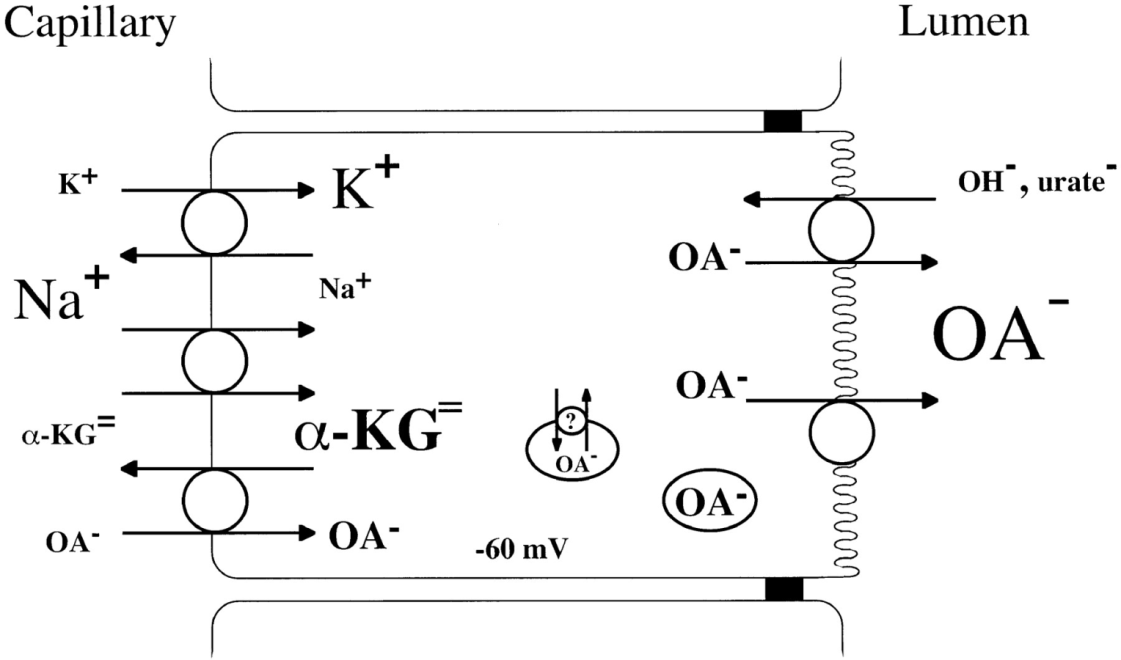 Capillary
Lumen
K⁺
K⁺
OH⁻, urate⁻
Na⁺
Na⁺
OA⁻
OA⁻
OA⁻
α-KG⁼
α-KG⁼
?
OA⁻
OA⁻
OA⁻
OA⁻
-60 mV